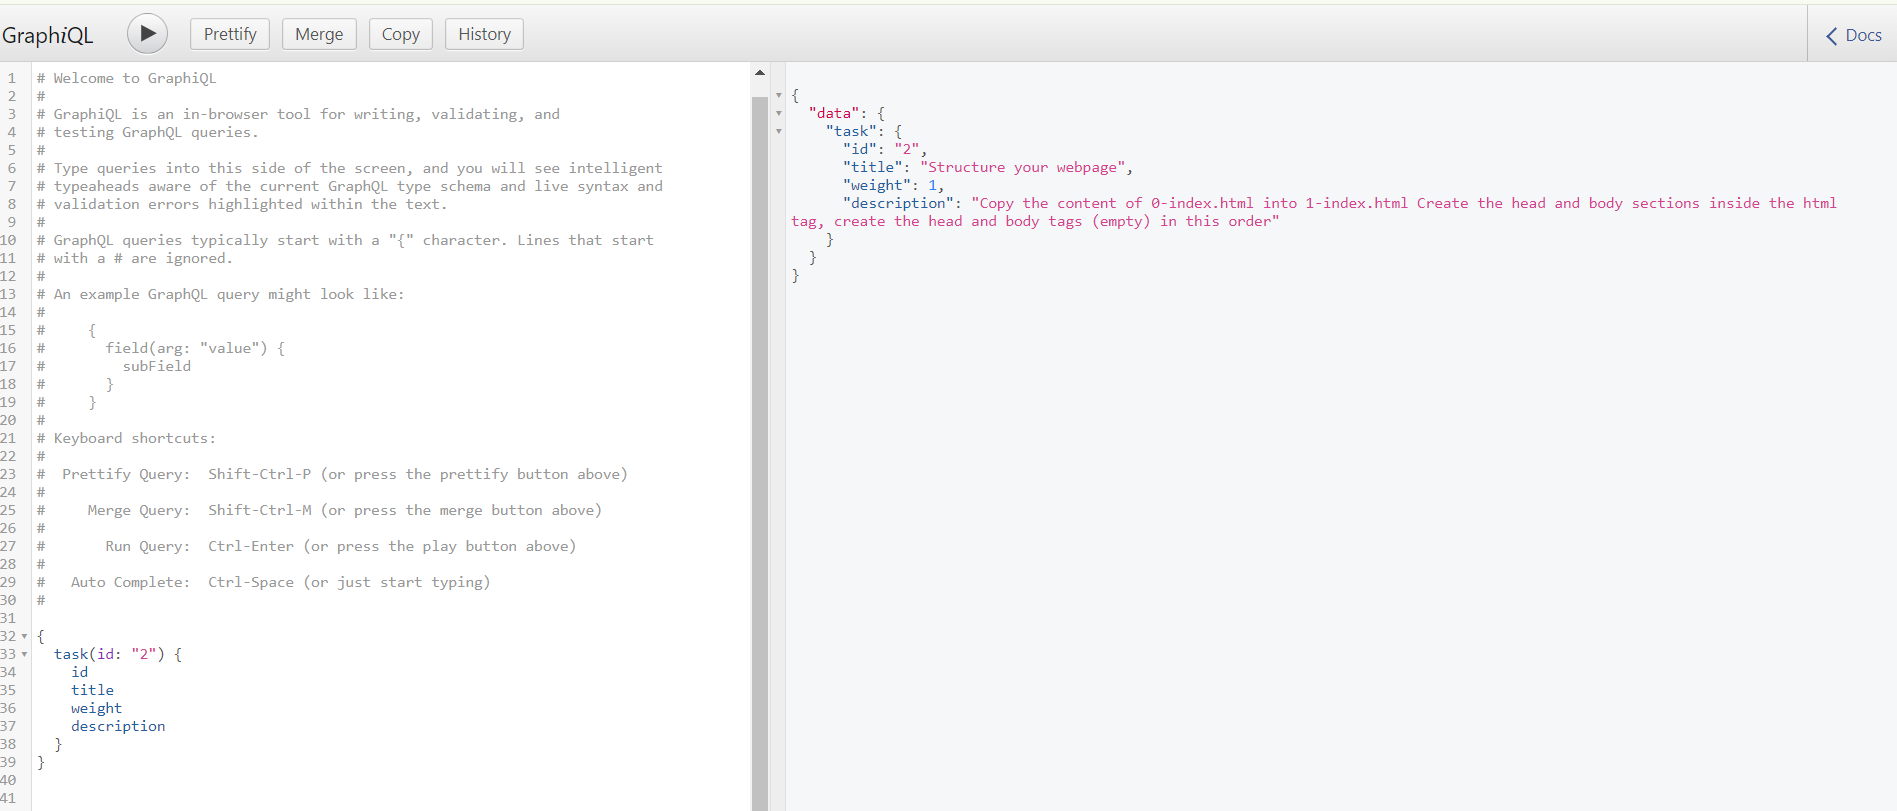 GraphiQL
Prettify
Merge
Copy
History
Docs
1 # Welcome to GraphiQL
2 #
3 # GraphiQL is an in-browser tool for writing, validating, and
4 # testing GraphQL queries.
5 #
6 # Type queries into this side of the screen, and you will see intelligent
7 # typeaheads aware of the current GraphQL type schema and live syntax and
8 # validation errors highlighted within the text.
9 #
10 # GraphQL queries typically start with a "{" character. Lines that start
11 # with a # are ignored.
12 #
13 # An example GraphQL query might look like:
14 #
15 #     {
16 #       field(arg: "value") {
17 #         subField
18 #       }
19 #     }
20 #
21 # Keyboard shortcuts:
22 #
23 #  Prettify Query:  Shift-Ctrl-P (or press the prettify button above)
24 #
25 #     Merge Query:  Shift-Ctrl-M (or press the merge button above)
26 #
27 #       Run Query:  Ctrl-Enter (or press the play button above)
28 #
29 #   Auto Complete:  Ctrl-Space (or just start typing)
30 #
31
32 {
33   task(id: "2") {
34     id
35     title
36     weight
37     description
38   }
39 }
40
41
{
  "data": {
    "task": {
      "id": "2",
      "title": "Structure your webpage",
      "weight": 1,
      "description": "Copy the content of 0-index.html into 1-index.html Create the head and body sections inside the html
tag, create the head and body tags (empty) in this order"
    }
  }
}